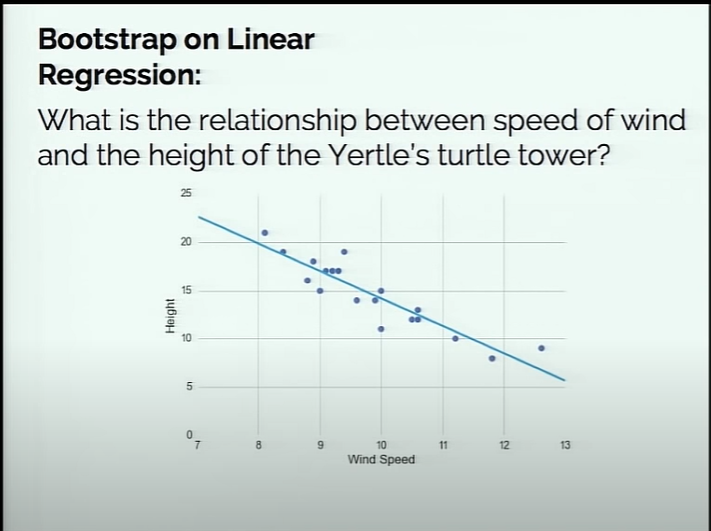 Bootstrap on Linear
Regression:
What is the relationship between speed of wind
and the height of the Yertle's turtle tower?
25
20
15
10
5
0
Height
7 8 9 10 11 12 13
Wind Speed